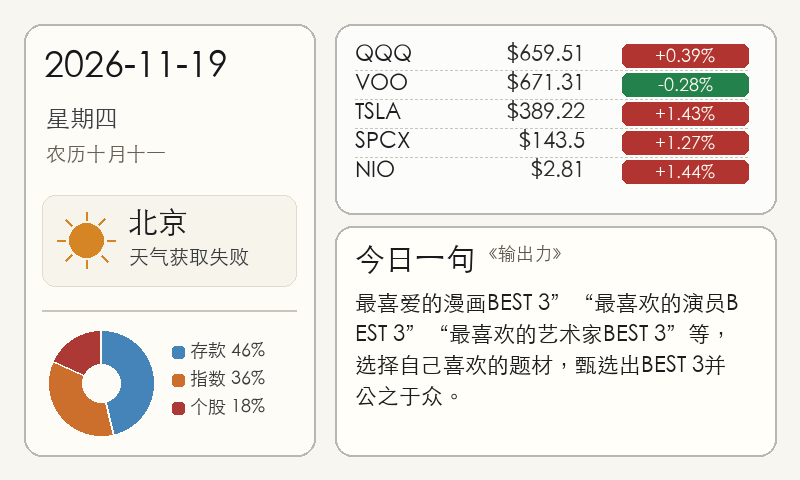 2026-11-19
星期四
农历十月十一
北京
天气获取失败
存款 46%
指数 36%
个股 18%
QQQ $659.51 +0.39%
VOO $671.31 -0.28%
TSLA $389.22 +1.43%
SPCX $143.5 +1.27%
NIO $2.81 +1.44%
今日一句 《输出力》
最喜爱的漫画BEST 3” “最喜欢的演员B
EST 3” “最喜欢的艺术家BEST 3”等，
选择自己喜欢的题材，甄选出BEST 3并
公之于众。